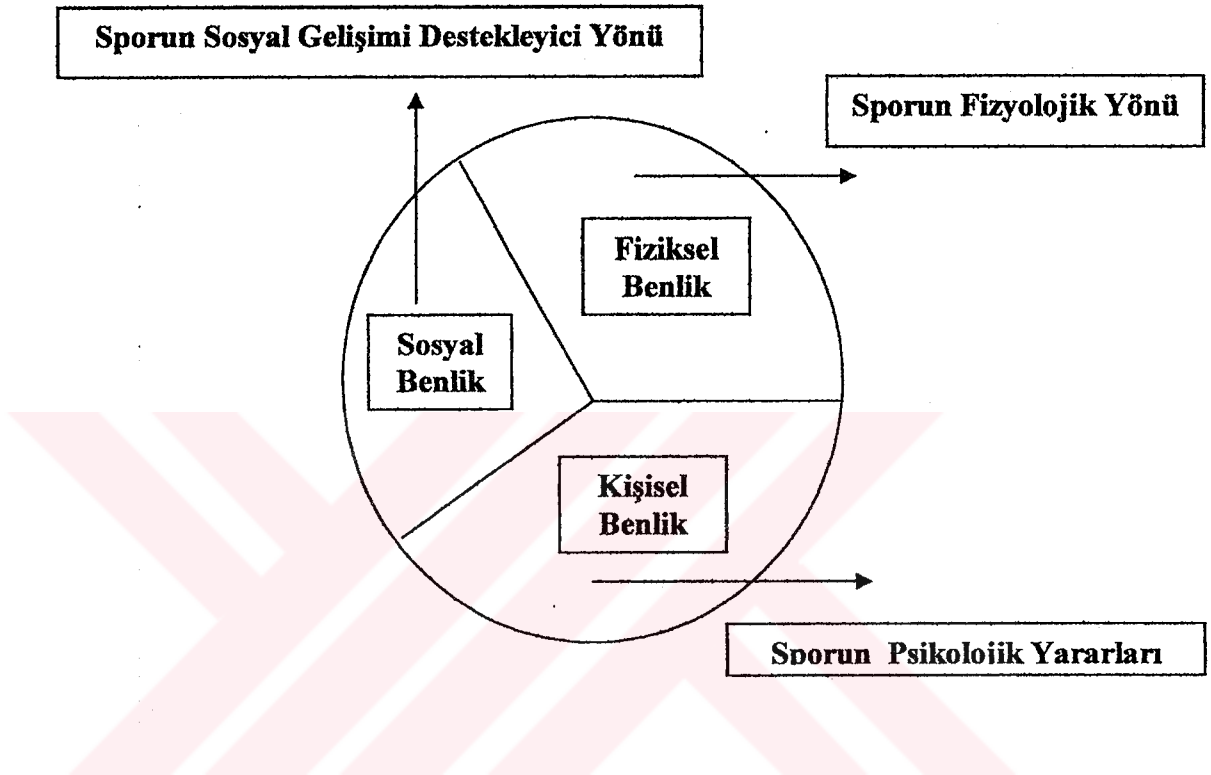 Sporun Sosyal Gelişimi Destekleyici Yönü
Sporun Fizyolojik Yönü
Fiziksel
Benlik
Sosyal
Benlik
Kişisel
Benlik
Sporun Psikolojik Yararları